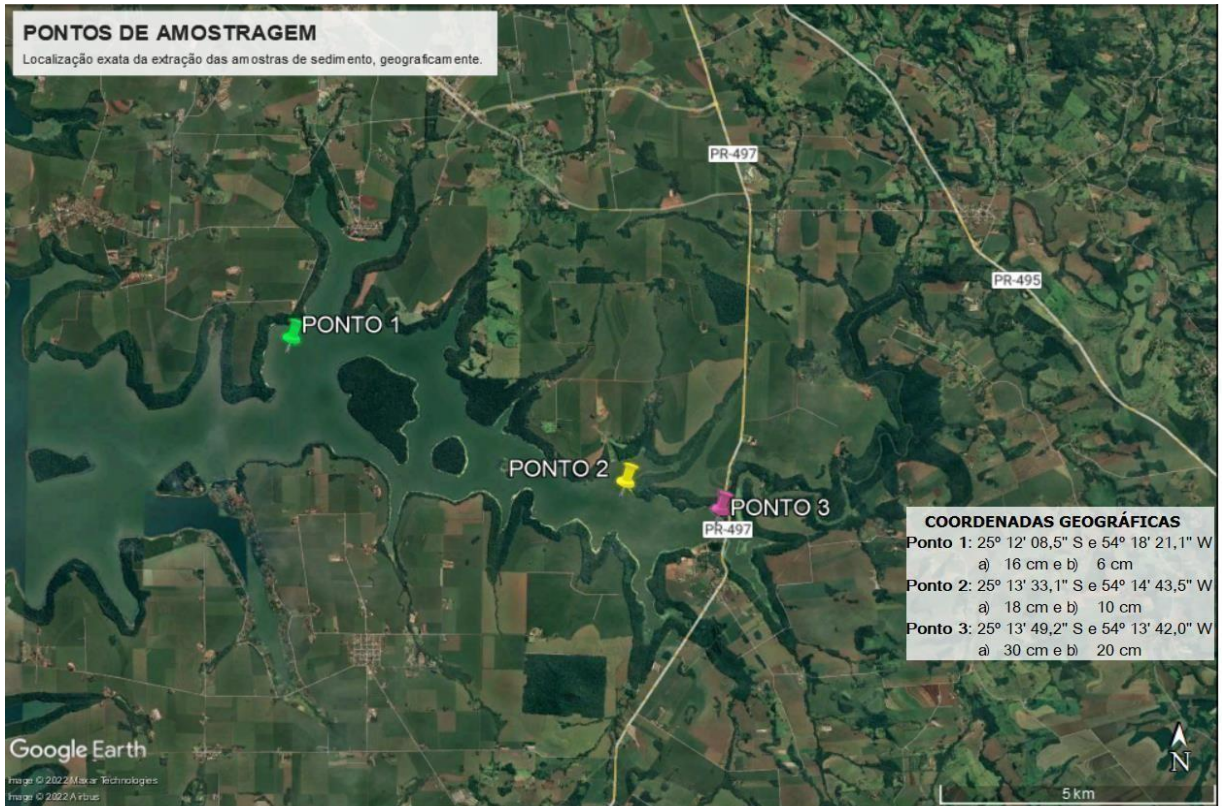 PONTOS DE AMOSTRAGEM
Localização exata da extração das amostras de sedimento, geograficamente.
PR-497
PR-495
PONTO 1
PONTO 2
PONTO 3
PR-497
COORDENADAS GEOGRÁFICAS
Ponto 1: 25º 12' 08,5" S e 54º 18' 21,1" W
a) 16 cm e b) 6 cm
Ponto 2: 25º 13' 33,1" S e 54º 14' 43,5" W
a) 18 cm e b) 10 cm
Ponto 3: 25º 13' 49,2" S e 54º 13' 42,0" W
a) 30 cm e b) 20 cm
Google Earth
Image © 2022 Maxar Technologies
Image © 2022 Airbus
N
5 km